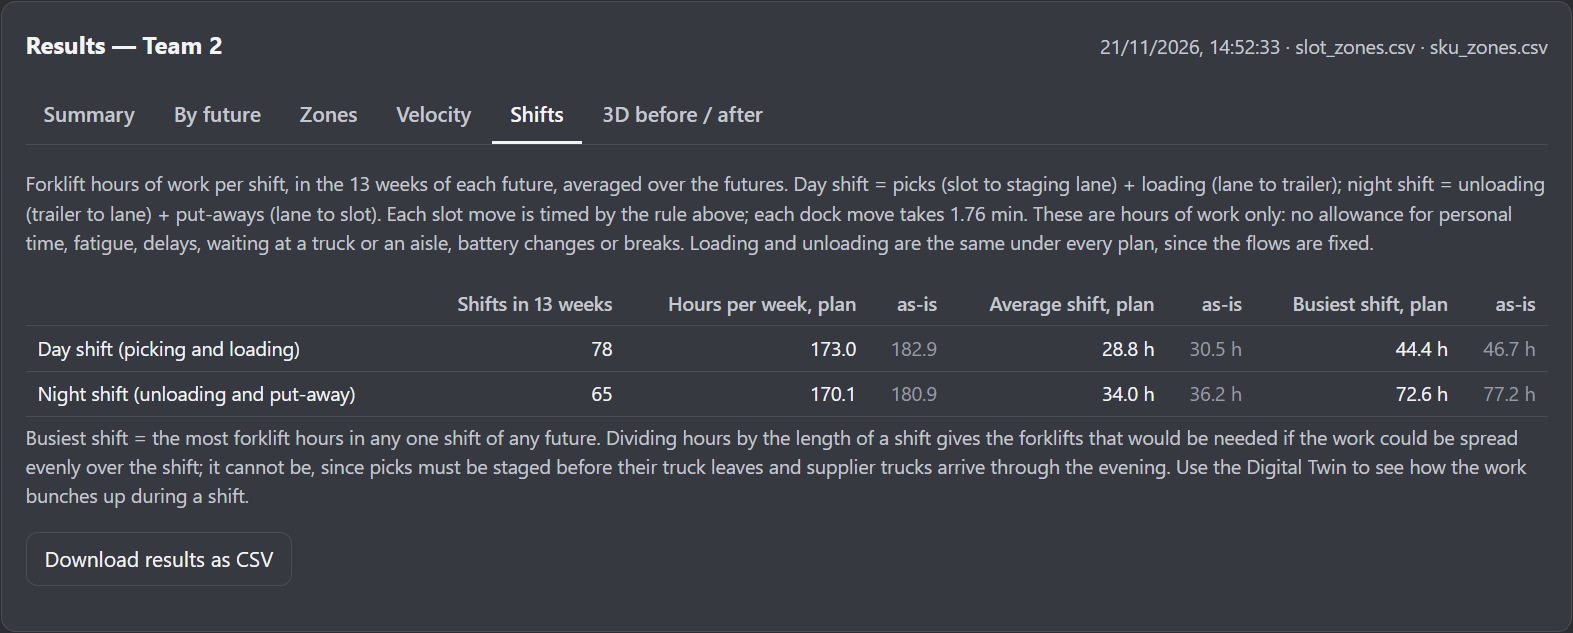 Results — Team 2
21/11/2026, 14:52:33 · slot_zones.csv · sku_zones.csv
Summary By future Zones Velocity Shifts 3D before / after
Forklift hours of work per shift, in the 13 weeks of each future, averaged over the futures. Day shift = picks (slot to staging lane) + loading (lane to trailer); night shift = unloading
(trailer to lane) + put-aways (lane to slot). Each slot move is timed by the rule above; each dock move takes 1.76 min. These are hours of work only: no allowance for personal
time, fatigue, delays, waiting at a truck or an aisle, battery changes or breaks. Loading and unloading are the same under every plan, since the flows are fixed.
Shifts in 13 weeks Hours per week, plan as-is Average shift, plan as-is Busiest shift, plan as-is
Day shift (picking and loading) 78 173.0 182.9 28.8 h 30.5 h 44.4 h 46.7 h
Night shift (unloading and put-away) 65 170.1 180.9 34.0 h 36.2 h 72.6 h 77.2 h
Busiest shift = the most forklift hours in any one shift of any future. Dividing hours by the length of a shift gives the forklifts that would be needed if the work could be spread
evenly over the shift; it cannot be, since picks must be staged before their truck leaves and supplier trucks arrive through the evening. Use the Digital Twin to see how the work
bunches up during a shift.
Download results as CSV